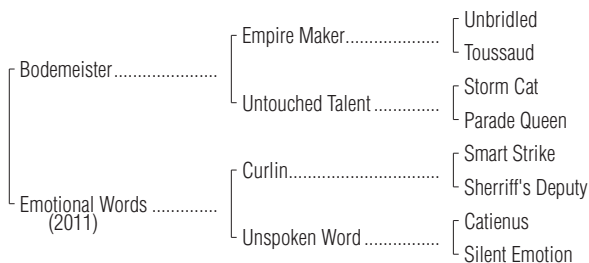 Unbridled
Empire Maker....................
Toussaud
Bodemeister......................
Storm Cat
Untouched Talent..............
Parade Queen
Smart Strike
Curlin................................
Sherriff's Deputy
Emotional Words..............
(2011)
Catienus
Unspoken Word................
Silent Emotion